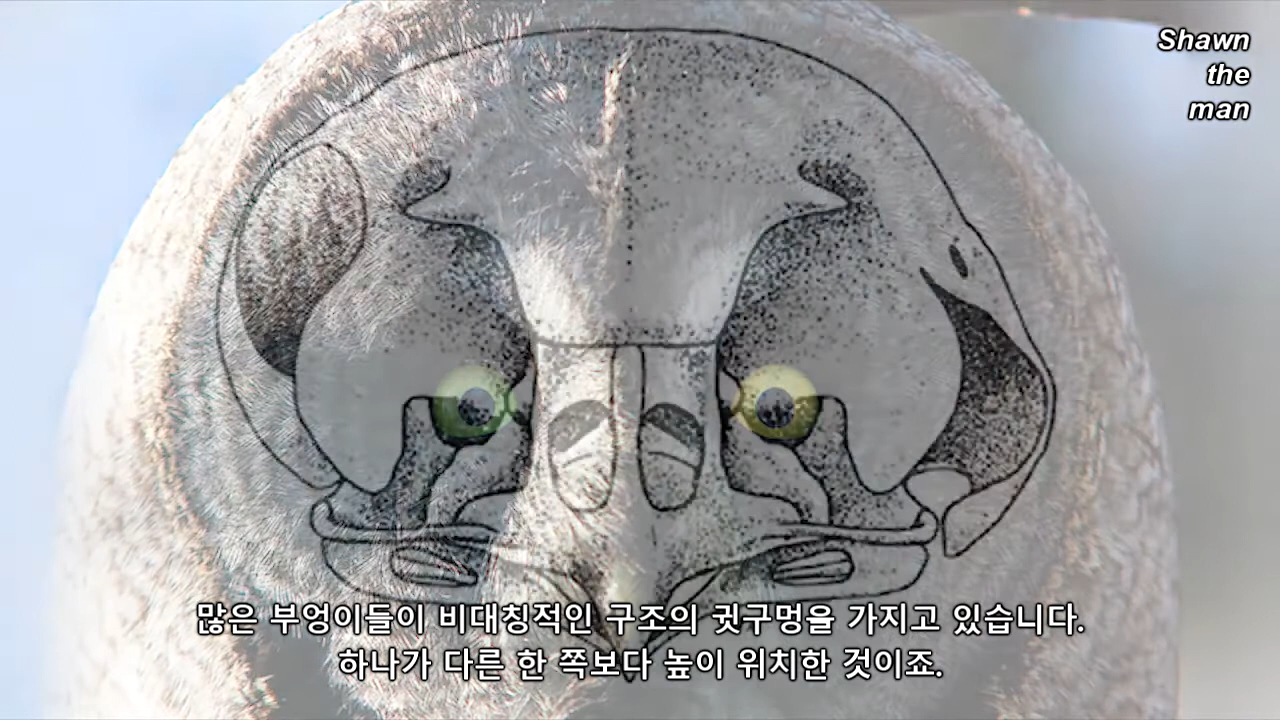 Shawn
the
man
많은 부엉이들이 비대칭적인 구조의 귓구멍을 가지고 있습니다.
하나가 다른 한 쪽보다 높이 위치한 것이죠.